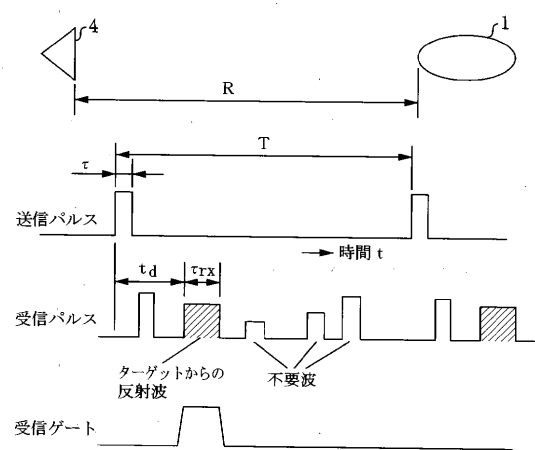 4
1
R
T
τ
送信パルス
時間 t
td
τrx
受信パルス
ターゲットからの
反射波
不要波
受信ゲート